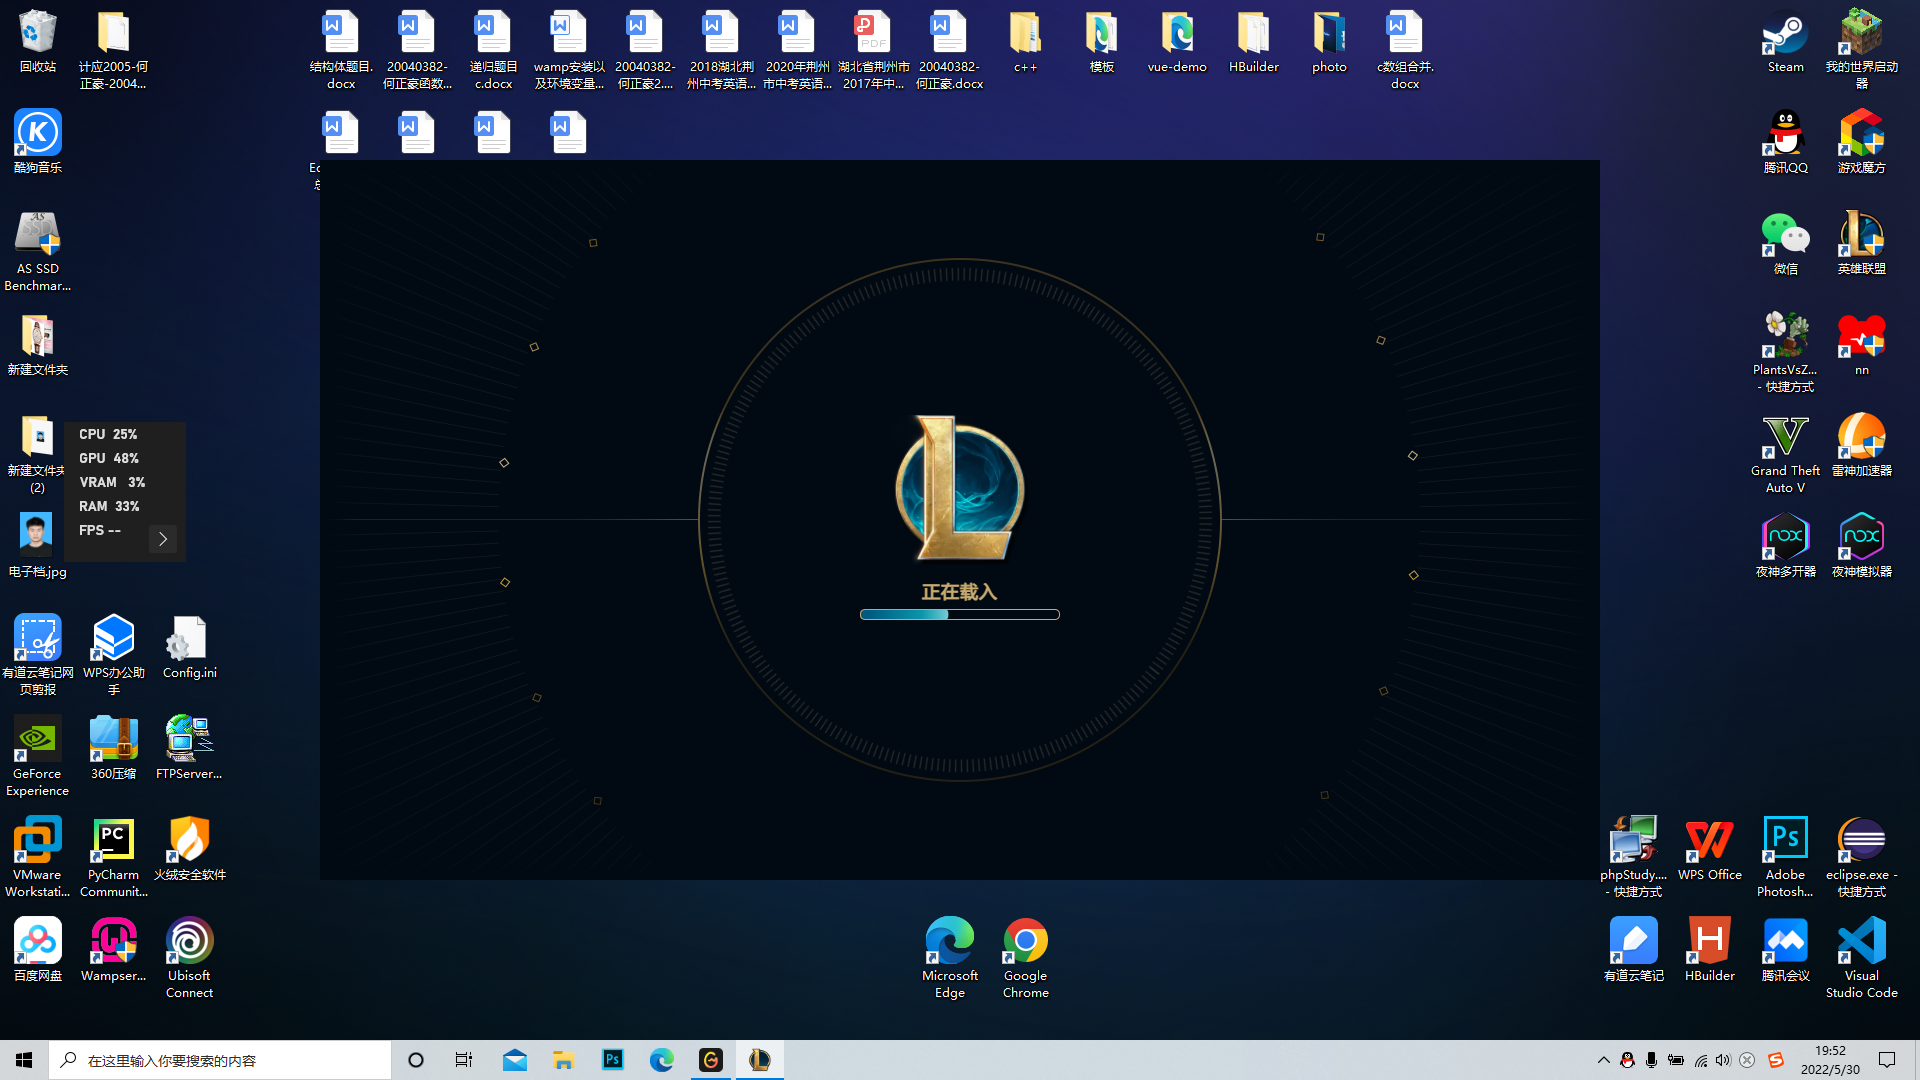 回收站
计应2005-何
正豪-2004...
结构体题目.
docx
20040382-
何正豪函数...
递归题目
c.docx
wamp安装以
及环境变量...
20040382-
何正豪2....
2018湖北荆
州中考英语...
2020年荆州
市中考英语...
湖北省荆州市
2017年中...
20040382-
何正豪.docx
c++
模板
vue-demo
HBuilder
photo
c数组合并.
docx
Steam
我的世界启动
器
酷狗音乐
腾讯QQ
游戏魔方
AS SSD
Benchmar...
微信
英雄联盟
新建文件夹
PlantsVsZ...
- 快捷方式
nn
新建文件夹
(2)
CPU 25%
GPU 48%
VRAM 3%
RAM 33%
FPS --
Grand Theft
Auto V
雷神加速器
电子档.jpg
夜神多开器
夜神模拟器
正在载入
有道云笔记网
页剪报
WPS办公助
手
Config.ini
GeForce
Experience
360压缩
FTPServer...
VMware
Workstati...
PyCharm
Communit...
火绒安全软件
phpStudy....
- 快捷方式
WPS Office
Adobe
Photosh...
eclipse.exe -
快捷方式
百度网盘
Wampser...
Ubisoft
Connect
Microsoft
Edge
Google
Chrome
有道云笔记
HBuilder
腾讯会议
Visual
Studio Code
在这里输入你要搜索的内容
19:52
2022/5/30